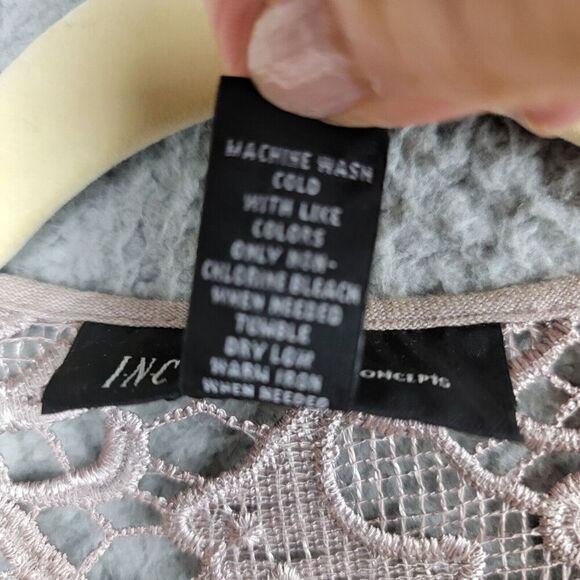 MACHINE WASH
COLD
WITH LIKE
COLORS
ONLY NON-
CHLORINE BLEACH
WHEN NEEDED
TUMBLE
DRY LOW
WARM IRON
WHEN NEEDED
INC ONCEPTS